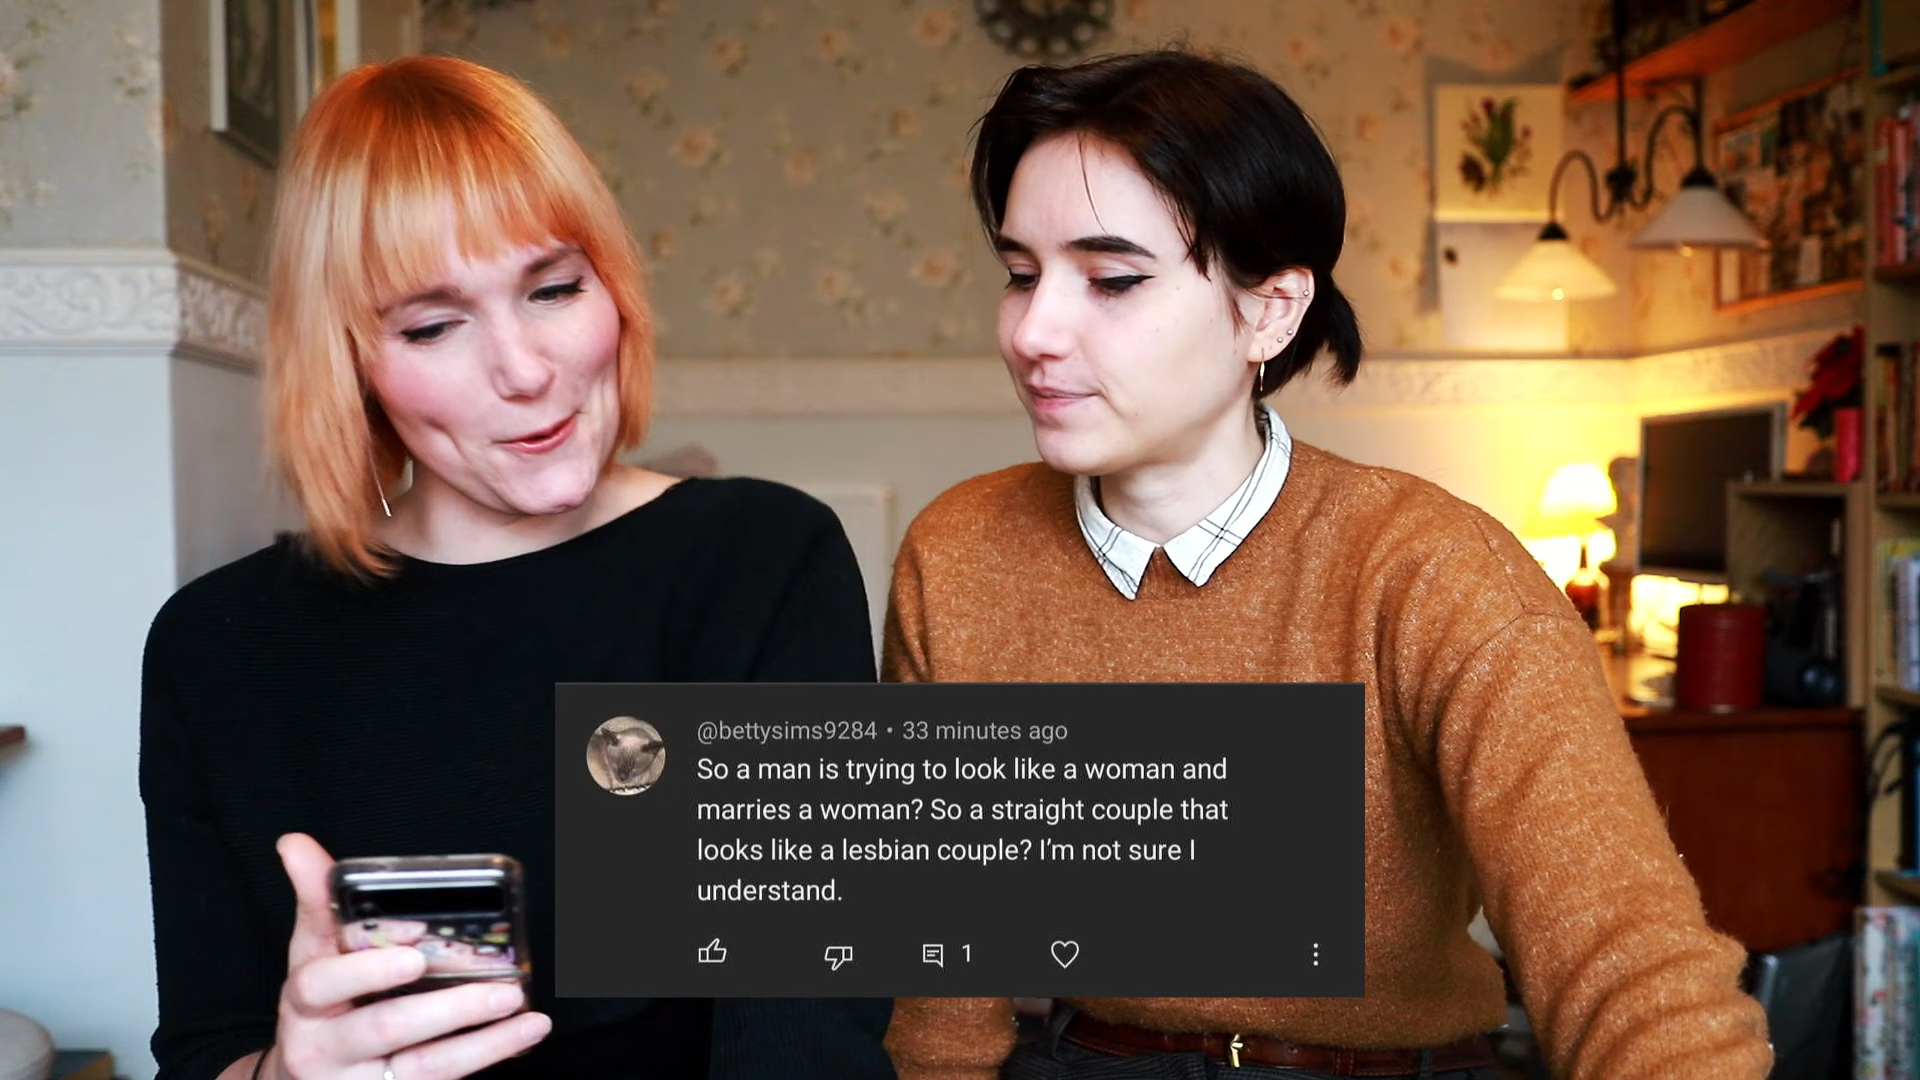 @bettysims9284 • 33 minutes ago
So a man is trying to look like a woman and
marries a woman? So a straight couple that
looks like a lesbian couple? I’m not sure I
understand.
1